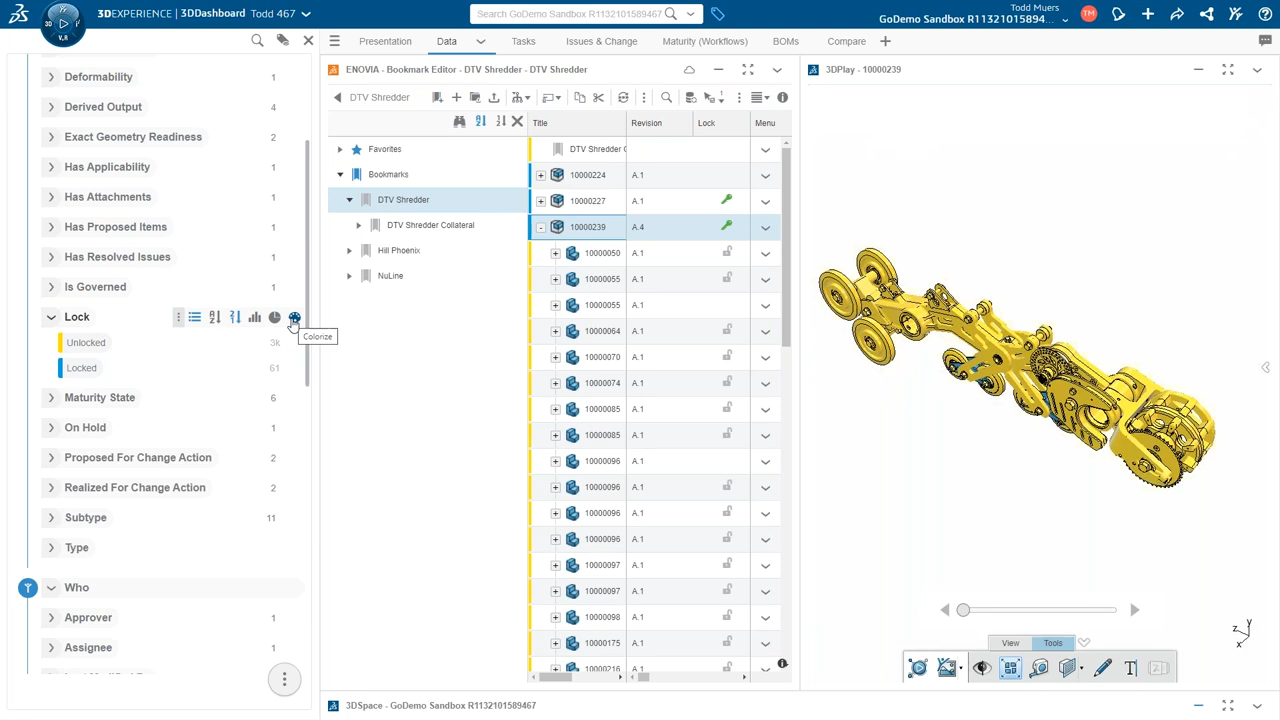 3DEXPERIENCE | 3DDashboard Todd 467
Search GoDemo Sandbox R1132101589467
Todd Muers
GoDemo Sandbox R11321015894...
TM
3D
V,R
Presentation
Data
Tasks
Issues & Change
Maturity (Workflows)
BOMs
Compare
Deformability 1
Derived Output 4
Exact Geometry Readiness 1
Has Applicability 1
Has Attachments 1
Has Proposed Items 1
Has Resolved Issues 1
Is Governed 1
Lock
Colorize
Unlocked 3k
Locked 61
Maturity State 6
On Hold 1
Proposed For Change Action 2
Realized For Change Action 2
Subtype 11
Type
Who
Approver 1
Assignee 1
ENOVIA - Bookmark Editor - DTV Shredder - DTV Shredder
DTV Shredder
Favorites
Bookmarks
DTV Shredder
DTV Shredder Collateral
Hill Phoenix
NuLine
Title Revision Lock Menu
DTV Shredder C
10000224 A.1
10000227 A.1
10000239 A.4
10000050 A.1
10000055 A.1
10000055 A.1
10000064 A.1
10000070 A.1
10000074 A.1
10000085 A.1
10000085 A.1
10000096 A.1
10000096 A.1
10000096 A.1
10000096 A.1
10000097 A.1
10000097 A.1
10000098 A.1
10000175 A.1
10000216 A.1
3DPlay - 10000239
View
Tools
z y
x
3DSpace - GoDemo Sandbox R1132101589467